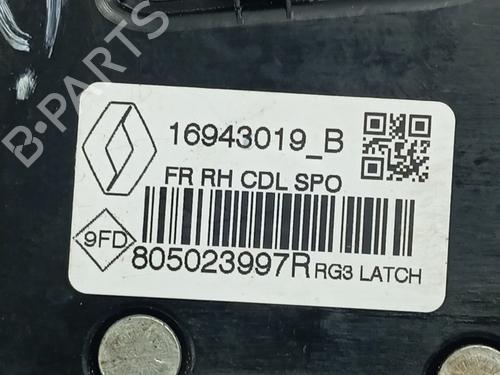 16943019_B
FR RH CDL SPO
9FD
805023997R RG3 LATCH
B-PARTS